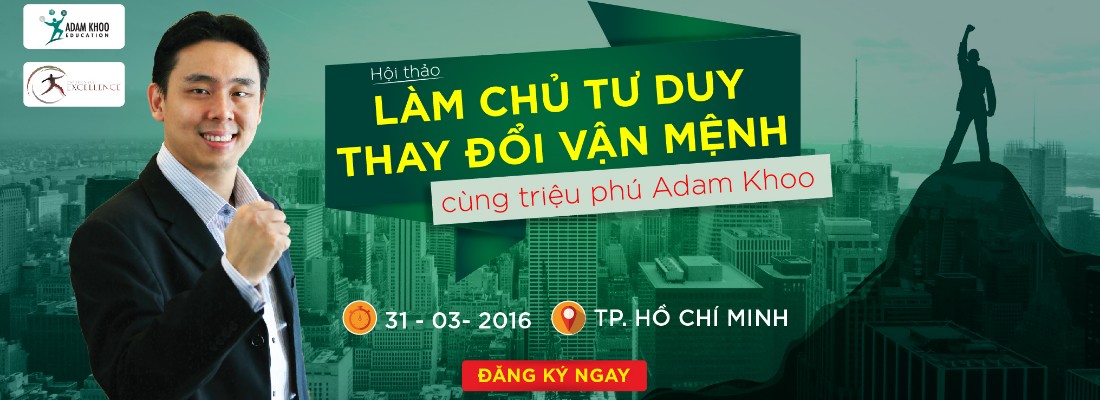 ADAM KHOO
EDUCATION
EXCELLENCE
Hội thảo
LÀM CHỦ TƯ DUY
THAY ĐỔI VẬN MỆNH
cùng triệu phú Adam Khoo
31 - 03- 2016
TP. HỒ CHÍ MINH
ĐĂNG KÝ NGAY